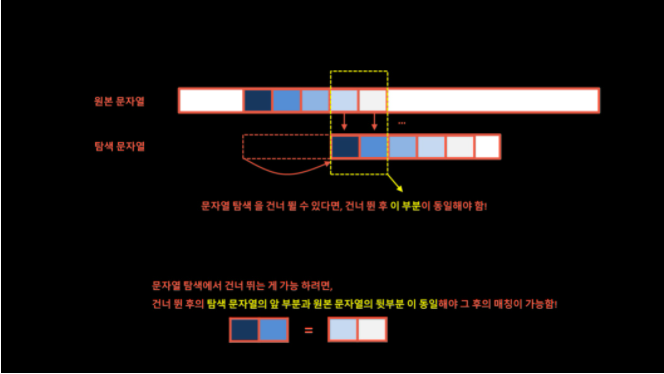 원본 문자열
...
탐색 문자열
문자열 탐색 을 건너 뛸 수 있다면, 건너 뛴 후 이 부분이 동일해야 함!
문자열 탐색에서 건너 뛰는 게 가능 하려면,
건너 뛴 후의 탐색 문자열의 앞 부분과 원본 문자열의 뒷부분 이 동일해야 그 후의 매칭이 가능함!
=